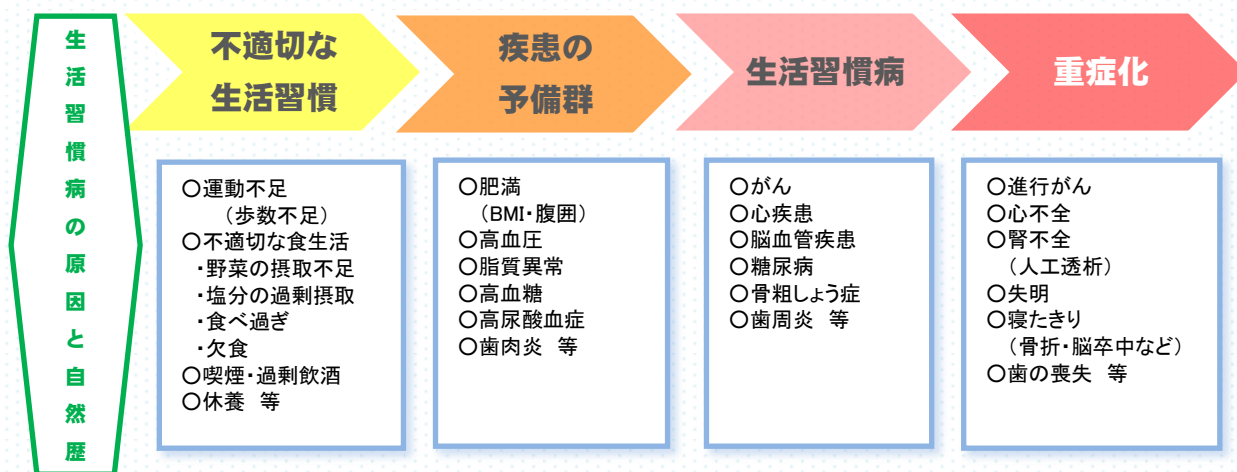 生活習慣病の原因と自然歴
不適切な
生活習慣
疾患の
予備群
生活習慣病
重症化
○運動不足
（歩数不足）
○不適切な食生活
・野菜の摂取不足
・塩分の過剰摂取
・食べ過ぎ
・欠食
○喫煙・過剰飲酒
○休養 等
○肥満
（BMI・腹囲）
○高血圧
○脂質異常
○高血糖
○高尿酸血症
○歯肉炎 等
○がん
○心疾患
○脳血管疾患
○糖尿病
○骨粗しょう症
○歯周炎 等
○進行がん
○心不全
○腎不全
（人工透析）
○失明
○寝たきり
（骨折・脳卒中など）
○歯の喪失 等